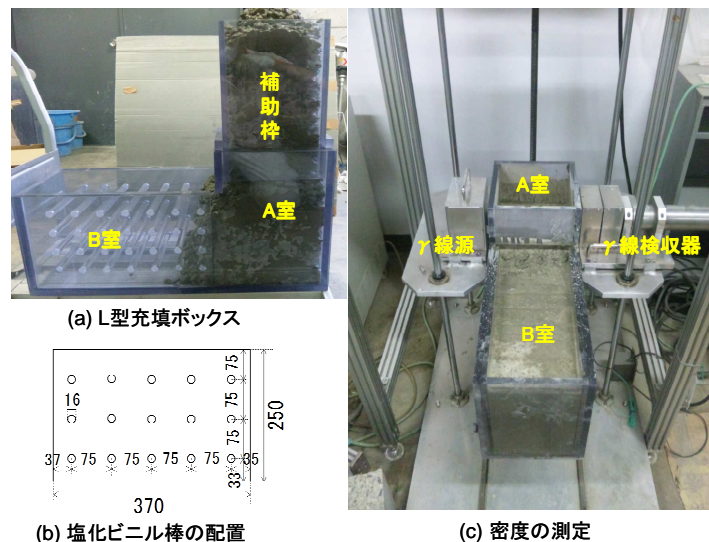 補
助
枠
A室
B室
(a) L型充填ボックス
75
16
75
250
75
37 75 75 75 75 35
33
370
(b) 塩化ビニル棒の配置
A室
γ線源
γ線検収器
B室
(c) 密度の測定